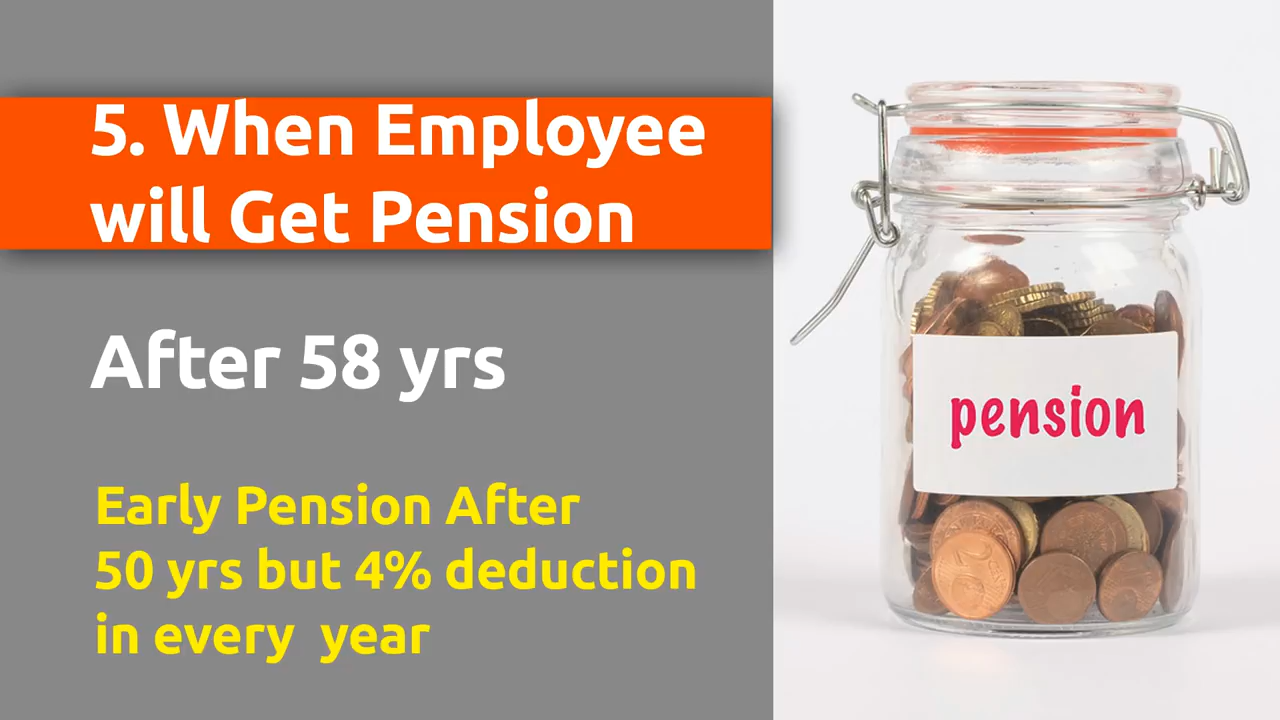 5. When Employee
will Get Pension
After 58 yrs
Early Pension After
50 yrs but 4% deduction
in every year
pension